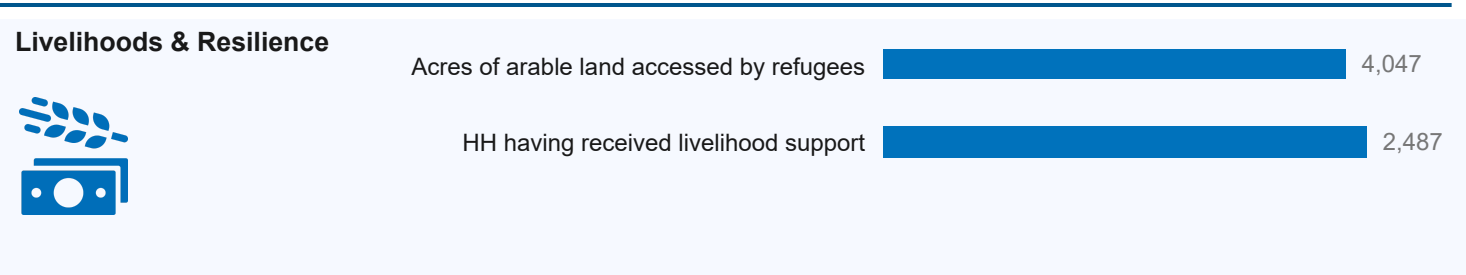 Livelihoods & Resilience
Acres of arable land accessed by refugees 4,047
HH having received livelihood support 2,487